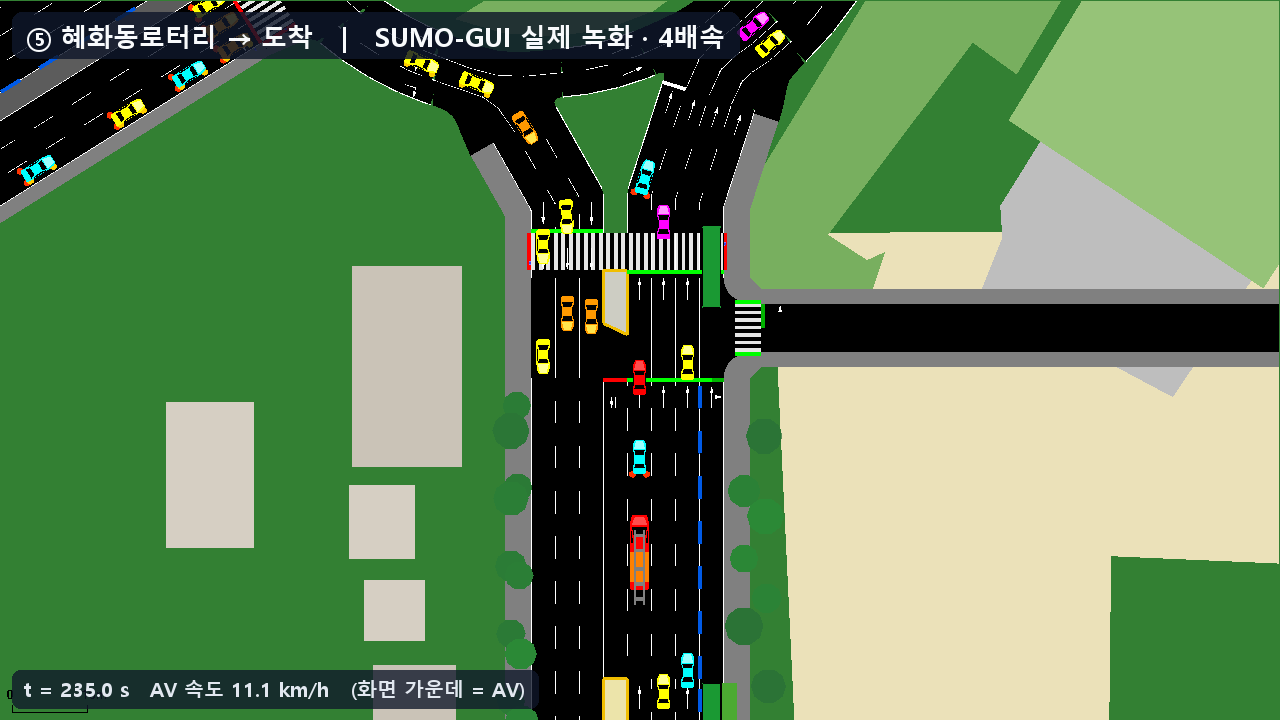 ⑤ 혜화동로터리 → 도착 | SUMO-GUI 실제 녹화 · 4배속
t = 235.0 s AV 속도 11.1 km/h (화면 가운데 = AV)